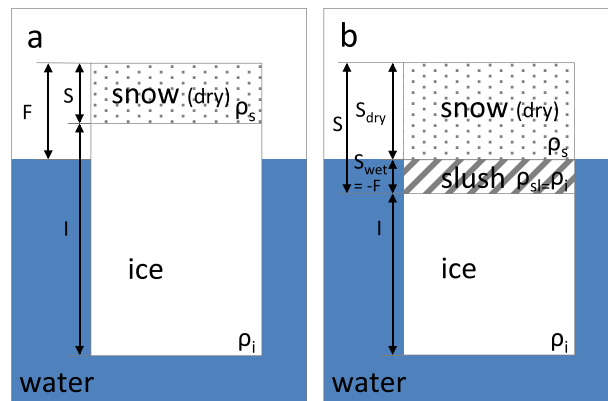 a
F
S
snow (dry)
ρs
I
ice
ρi
water
b
S
Sdry
snow (dry)
ρs
Swet
= -F
slush ρsl=ρi
I
ice
ρi
water